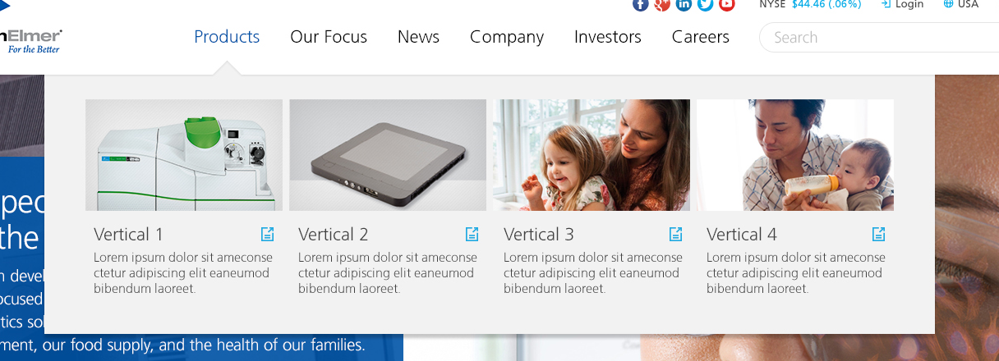 NYSE $44.46 (.06%) Login USA
nElmer
For the Better
Products Our Focus News Company Investors Careers Search
Vertical 1
Lorem ipsum dolor sit ameconse
ctetur adipiscing elit eaneumod
bibendum laoreet.
Vertical 2
Lorem ipsum dolor sit ameconse
ctetur adipiscing elit eaneumod
bibendum laoreet.
Vertical 3
Lorem ipsum dolor sit ameconse
ctetur adipiscing elit eaneumod
bibendum laoreet.
Vertical 4
Lorem ipsum dolor sit ameconse
ctetur adipiscing elit eaneumod
bibendum laoreet.
pec
the
n devel
ocused
tics sol
ment, our food supply, and the health of our families.